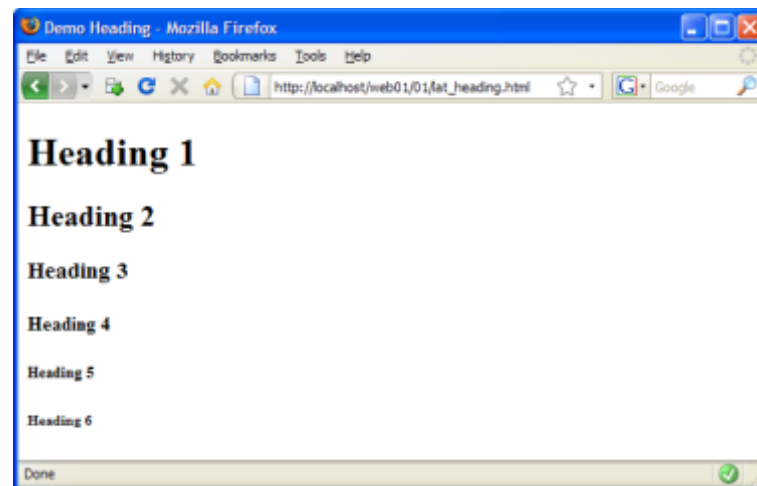 Demo Heading - Mozilla Firefox
File Edit View History Bookmarks Tools Help
http://localhost/web01/01/lat_heading.html G Google
Heading 1
Heading 2
Heading 3
Heading 4
Heading 5
Heading 6
Done